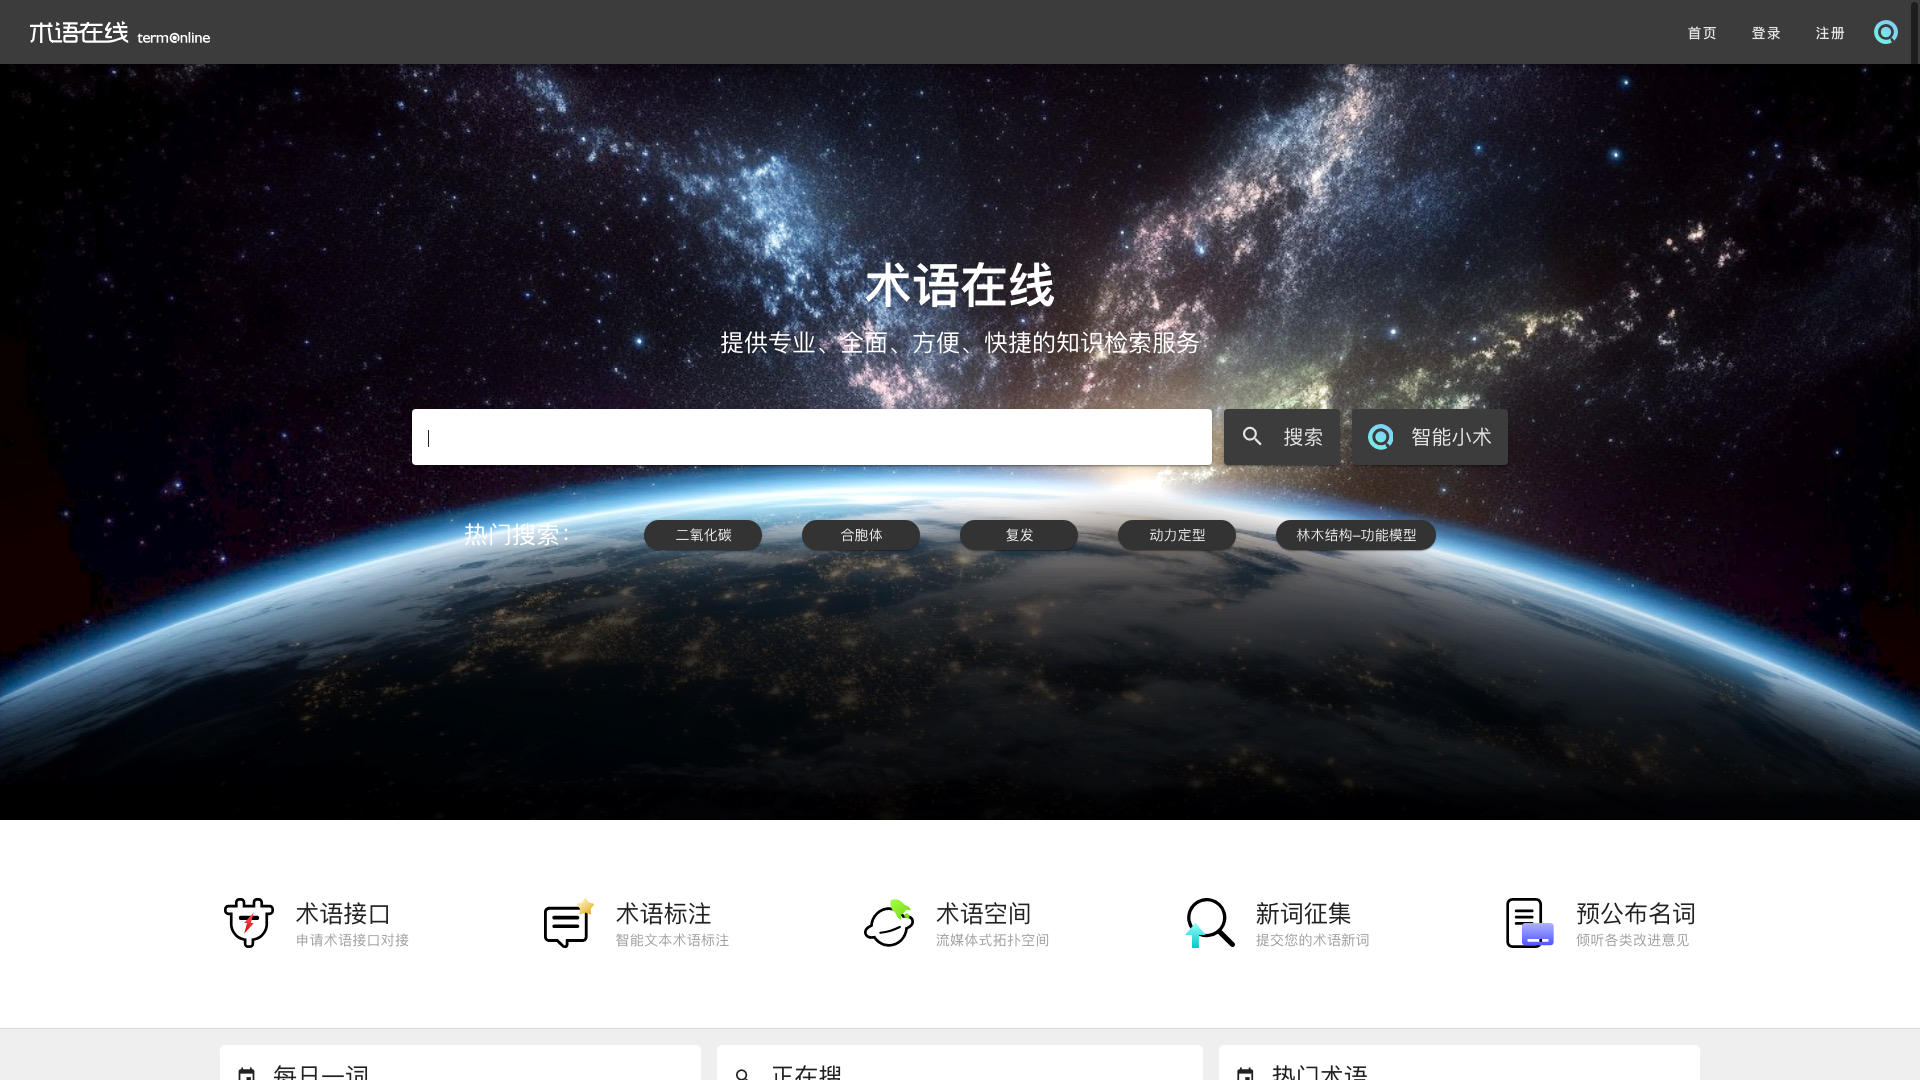 术语在线 termonline
首页 登录 注册
术语在线
提供专业、全面、方便、快捷的知识检索服务
搜索 智能小术
热门搜索： 二氧化碳 合胞体 复发 动力定型 林木结构–功能模型
术语接口
申请术语接口对接
术语标注
智能文本术语标注
术语空间
流媒体式拓扑空间
新词征集
提交您的术语新词
预公布名词
倾听各类改进意见
每日一词 正在搜 热门术语